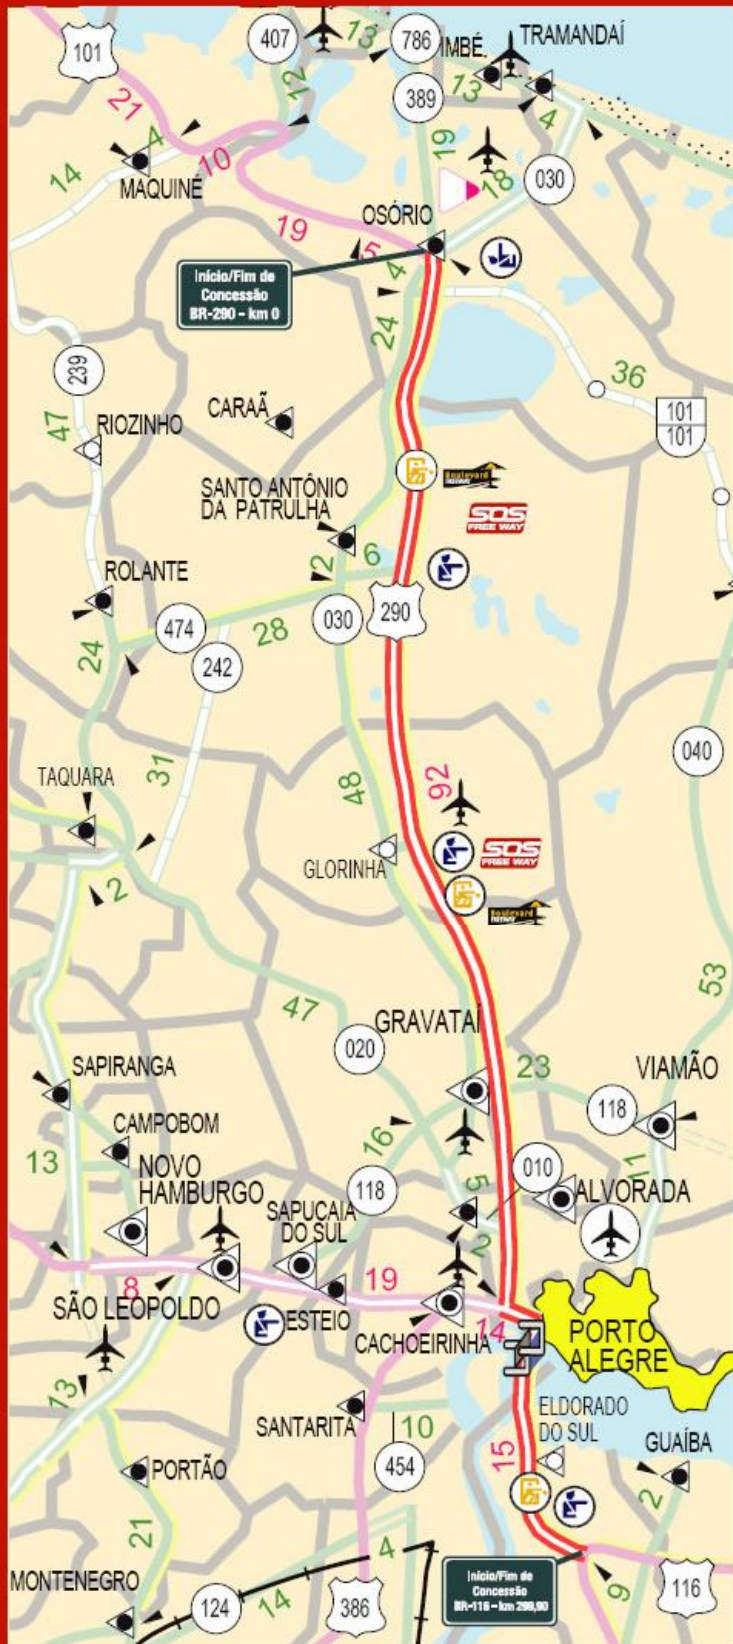 407
13
786
IMBÉ
TRAMANDAÍ
101
12
13
389
4
21
4
10
19
18
030
14
MAQUINÉ
19
OSÓRIO
5
4
Início/Fim de
Concessão
BR-290 - km 0
24
239
36
47
CARAÃ
101
101
RIOZINHO
Boulevard
SANTO ANTÔNIO
DA PATRULHA
SOS
FREE WAY
2
6
ROLANTE
290
474
28
030
24
242
040
31
TAQUARA
48
92
SOS
FREE WAY
GLORINHA
2
Boulevard
53
47
GRAVATAÍ
020
23
VIAMÃO
SAPIRANGA
118
CAMPOBOM
16
13
NOVO
HAMBURGO
010
11
118
5
ALVORADA
SAPUCAIA
DO SUL
2
8
19
SÃO LEOPOLDO
ESTEIO
14
CACHOEIRINHA
PORTO
ALEGRE
13
SANTARITA
10
ELDORADO
DO SUL
15
GUAÍBA
454
PORTÃO
2
21
4
Início/Fim de
Concessão
BR-116 - km 299,90
MONTENEGRO
9
124
14
386
116